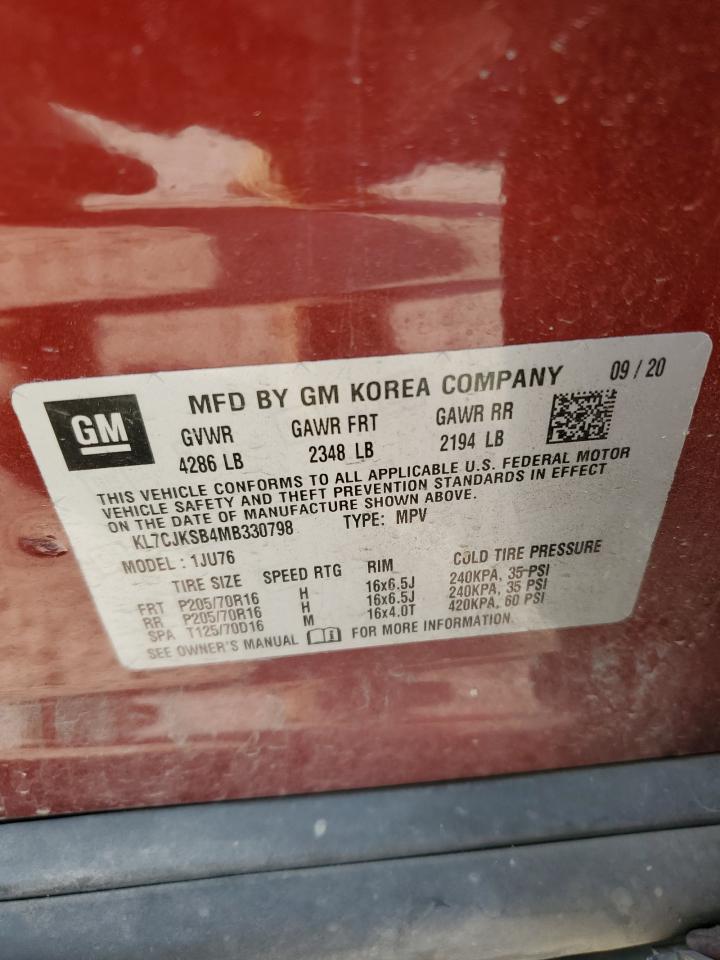 GM
MFD BY GM KOREA COMPANY 09 / 20
GVWR GAWR FRT GAWR RR
4286 LB 2348 LB 2194 LB
THIS VEHICLE CONFORMS TO ALL APPLICABLE U.S. FEDERAL MOTOR
VEHICLE SAFETY AND THEFT PREVENTION STANDARDS IN EFFECT
ON THE DATE OF MANUFACTURE SHOWN ABOVE.
KL7CJKSB4MB330798 TYPE: MPV
MODEL : 1JU76
TIRE SIZE SPEED RTG RIM COLD TIRE PRESSURE
FRT P205/70R16 H 16x6.5J 240KPA, 35 PSI
RR P205/70R16 H 16x6.5J 240KPA, 35 PSI
SPA T125/70D16 M 16x4.0T 420KPA, 60 PSI
SEE OWNER'S MANUAL FOR MORE INFORMATION